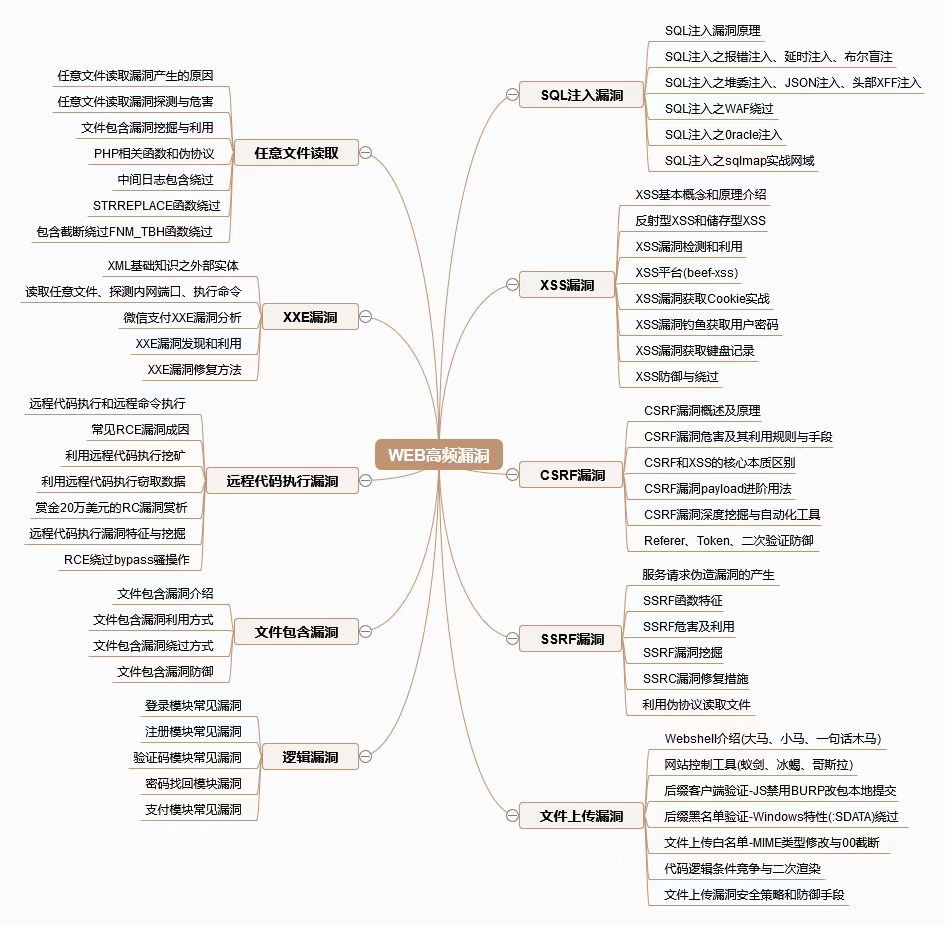 WEB高频漏洞
SQL注入漏洞
SQL注入漏洞原理
SQL注入之报错注入、延时注入、布尔盲注
SQL注入之堆委注入、JSON注入、头部XFF注入
SQL注入之WAF绕过
SQL注入之0racle注入
SQL注入之sqlmap实战网域
XSS漏洞
XSS基本概念和原理介绍
反射型XSS和储存型XSS
XSS漏洞检测和利用
XSS平台(beef-xss)
XSS漏洞获取Cookie实战
XSS漏洞钓鱼获取用户密码
XSS漏洞获取键盘记录
XSS防御与绕过
CSRF漏洞
CSRF漏洞概述及原理
CSRF漏洞危害及其利用规则与手段
CSRF和XSS的核心本质区别
CSRF漏洞payload进阶用法
CSRF漏洞深度挖掘与自动化工具
Referer、Token、二次验证防御
SSRF漏洞
服务请求伪造漏洞的产生
SSRF函数特征
SSRF危害及利用
SSRF漏洞挖掘
SSRC漏洞修复措施
利用伪协议读取文件
文件上传漏洞
Webshell介绍(大马、小马、一句话木马)
网站控制工具(蚁剑、冰蝎、哥斯拉)
后缀客户端验证-JS禁用BURP改包本地提交
后缀黑名单验证-Windows特性(:SDATA)绕过
文件上传白名单-MIME类型修改与00截断
代码逻辑条件竞争与二次渲染
文件上传漏洞安全策略和防御手段
任意文件读取
任意文件读取漏洞产生的原因
任意文件读取漏洞探测与危害
文件包含漏洞挖掘与利用
PHP相关函数和伪协议
中间日志包含绕过
STRREPLACE函数绕过
包含截断绕过FNM_TBH函数绕过
XXE漏洞
XML基础知识之外部实体
读取任意文件、探测内网端口、执行命令
微信支付XXE漏洞分析
XXE漏洞发现和利用
XXE漏洞修复方法
远程代码执行漏洞
远程代码执行和远程命令执行
常见RCE漏洞成因
利用远程代码执行挖矿
利用远程代码执行窃取数据
赏金20万美元的RC漏洞赏析
远程代码执行漏洞特征与挖掘
RCE绕过bypass骚操作
文件包含漏洞
文件包含漏洞介绍
文件包含漏洞利用方式
文件包含漏洞绕过方式
文件包含漏洞防御
逻辑漏洞
登录模块常见漏洞
注册模块常见漏洞
验证码模块常见漏洞
密码找回模块漏洞
支付模块常见漏洞